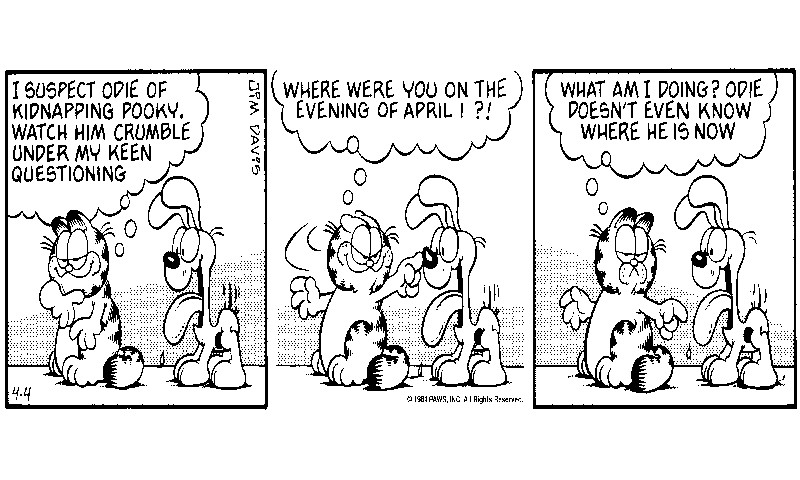 I SUSPECT ODIE OF
KIDNAPPING POOKY.
WATCH HIM CRUMBLE
UNDER MY KEEN
QUESTIONING
JIM DAVIS
4-4
WHERE WERE YOU ON THE
EVENING OF APRIL 1 ?!
© 1984 PAWS, INC. All Rights Reserved.
WHAT AM I DOING? ODIE
DOESN'T EVEN KNOW
WHERE HE IS NOW